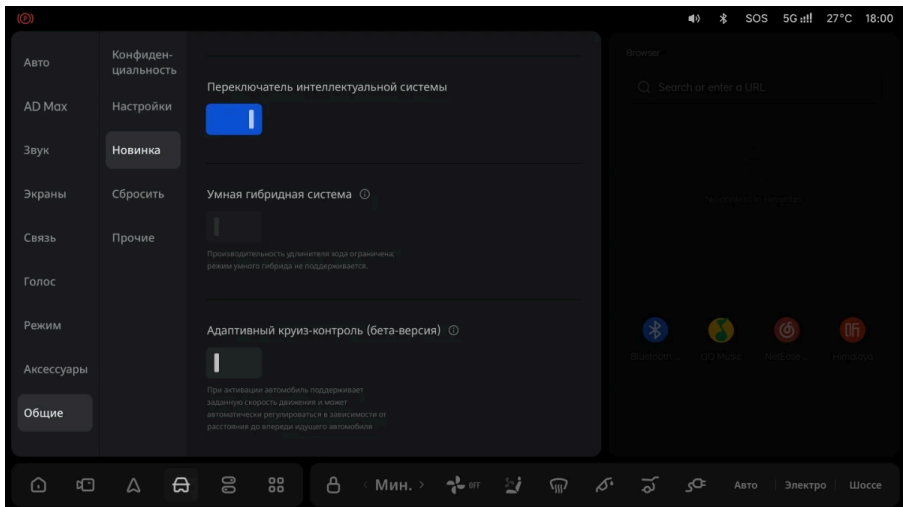 (P) SOS 5G 27°C 18:00
Авто
AD Max
Звук
Экраны
Связь
Голос
Режим
Аксессуары
Общие
Конфиден-
циальность
Настройки
Новинка
Сбросить
Прочие
Переключатель интеллектуальной системы
Умная гибридная система
Производительность удлинителя хода ограничена;
режим умного гибрида не поддерживается.
Адаптивный круиз-контроль (бета-версия)
При активации автомобиль поддерживает
заданную скорость движения и может
автоматически регулироваться в зависимости от
расстояния до впереди идущего автомобиля
Browser
Search or enter a URL
Bluetooth ... QQ Music NetEase ... Himalaya
Мин. OFF Авто Электро Шоссе